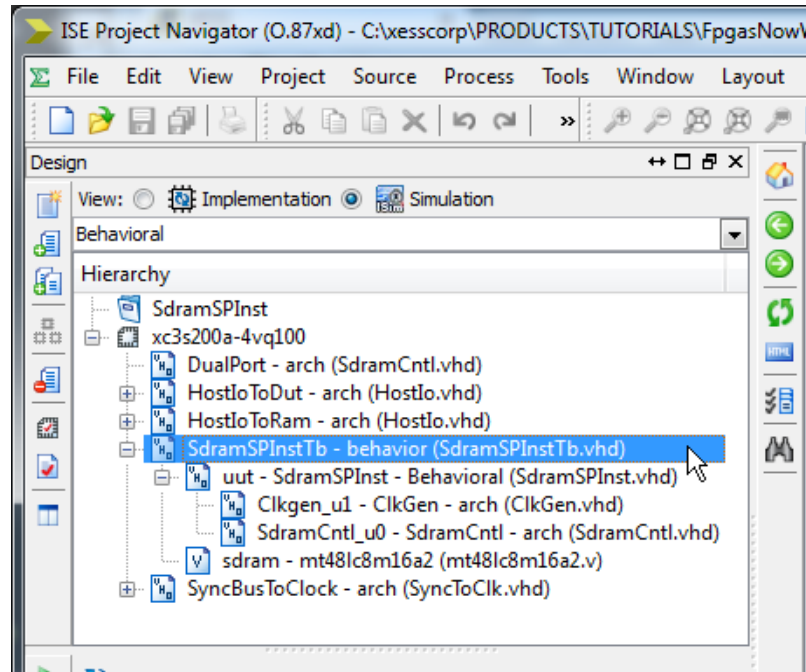 ISE Project Navigator (O.87xd) - C:\xesscorp\PRODUCTS\TUTORIALS\FpgasNow
File Edit View Project Source Process Tools Window Layout
»
Design
View: Implementation ISim Simulation
Behavioral
Hierarchy
SdramSPInst
xc3s200a-4vq100
DualPort - arch (SdramCntl.vhd)
HostIoToDut - arch (HostIo.vhd)
HostIoToRam - arch (HostIo.vhd)
SdramSPInstTb - behavior (SdramSPInstTb.vhd)
uut - SdramSPInst - Behavioral (SdramSPInst.vhd)
Clkgen_u1 - ClkGen - arch (ClkGen.vhd)
SdramCntl_u0 - SdramCntl - arch (SdramCntl.vhd)
sdram - mt48lc8m16a2 (mt48lc8m16a2.v)
SyncBusToClock - arch (SyncToClk.vhd)
HTML